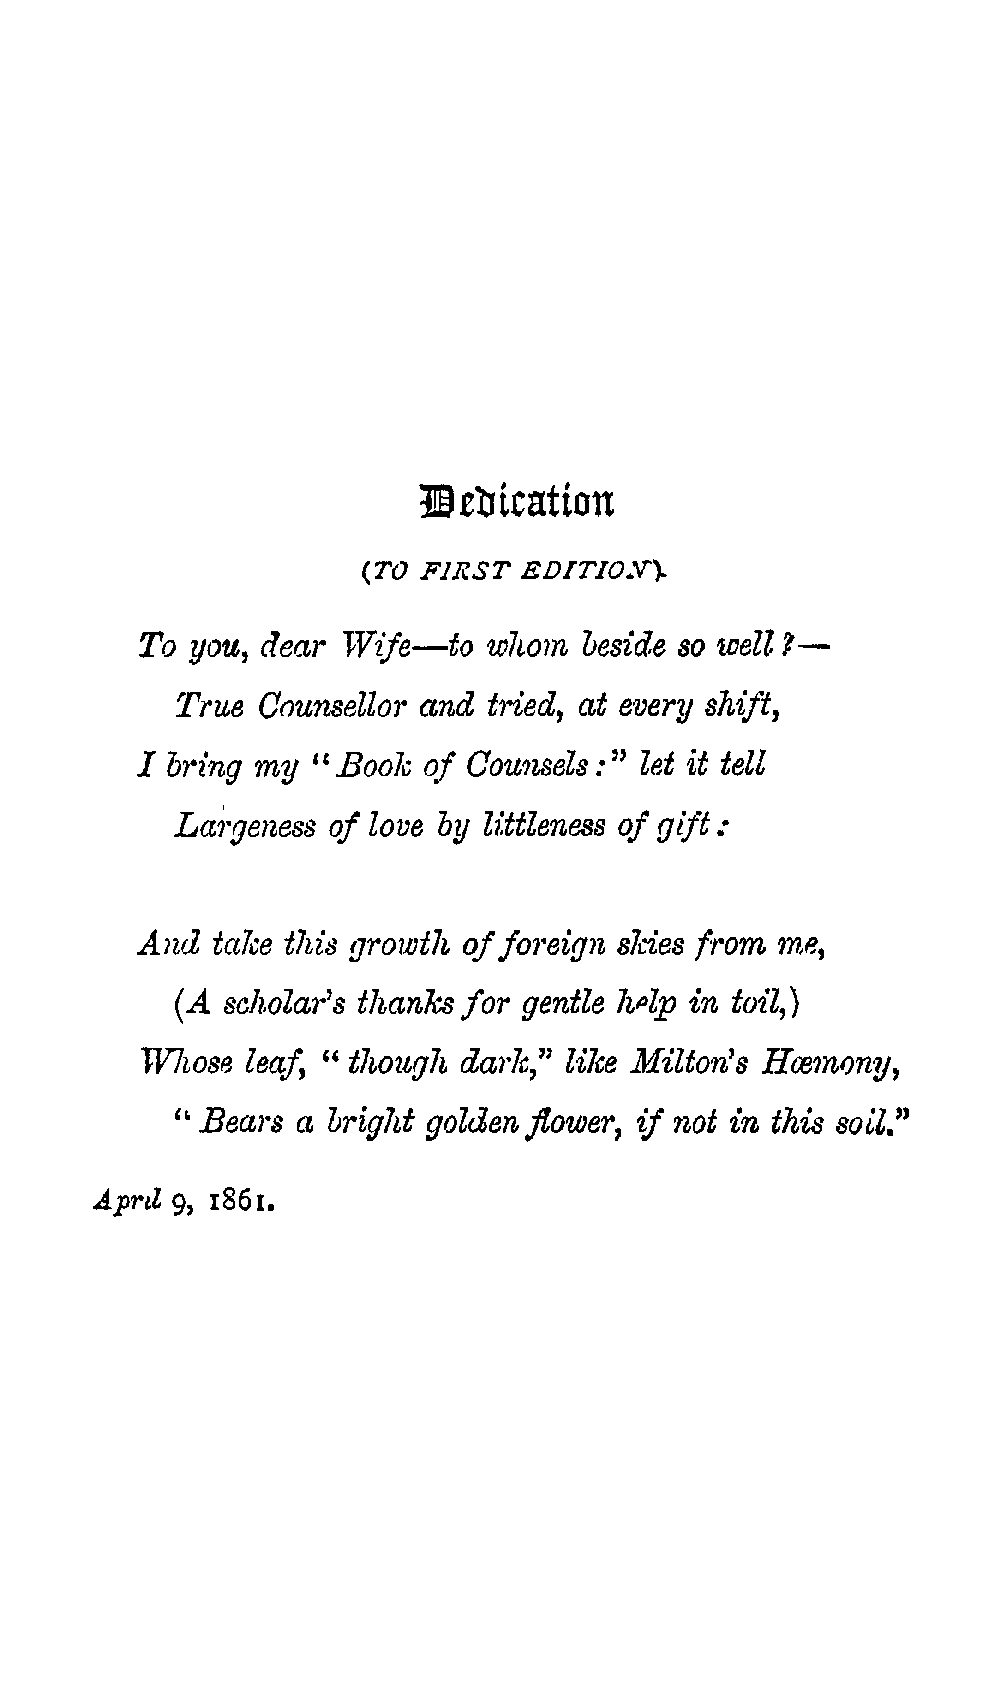 Dedication
(TO FIRST EDITION).
To you, dear Wife—to whom beside so well?—
True Counsellor and tried, at every shift,
I bring my “Book of Counsels:” let it tell
Largeness of love by littleness of gift:
And take this growth of foreign skies from me,
(A scholar's thanks for gentle help in toil,)
Whose leaf, “though dark,” like Milton's Hæmony,
“Bears a bright golden flower, if not in this soil.”
April 9, 1861.